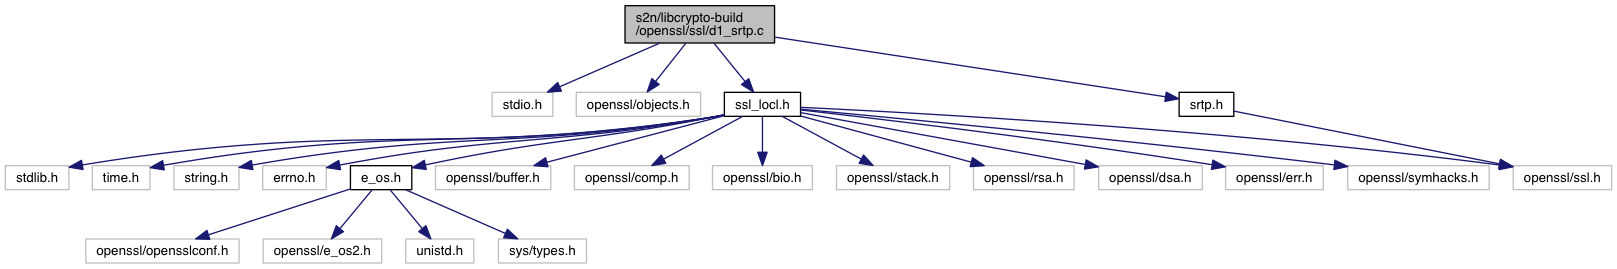 s2n/libcrypto-build
/openssl/ssl/d1_srtp.c
stdio.h
openssl/objects.h
ssl_locl.h
srtp.h
stdlib.h
time.h
string.h
errno.h
e_os.h
openssl/buffer.h
openssl/comp.h
openssl/bio.h
openssl/stack.h
openssl/rsa.h
openssl/dsa.h
openssl/err.h
openssl/symhacks.h
openssl/ssl.h
openssl/opensslconf.h
openssl/e_os2.h
unistd.h
sys/types.h